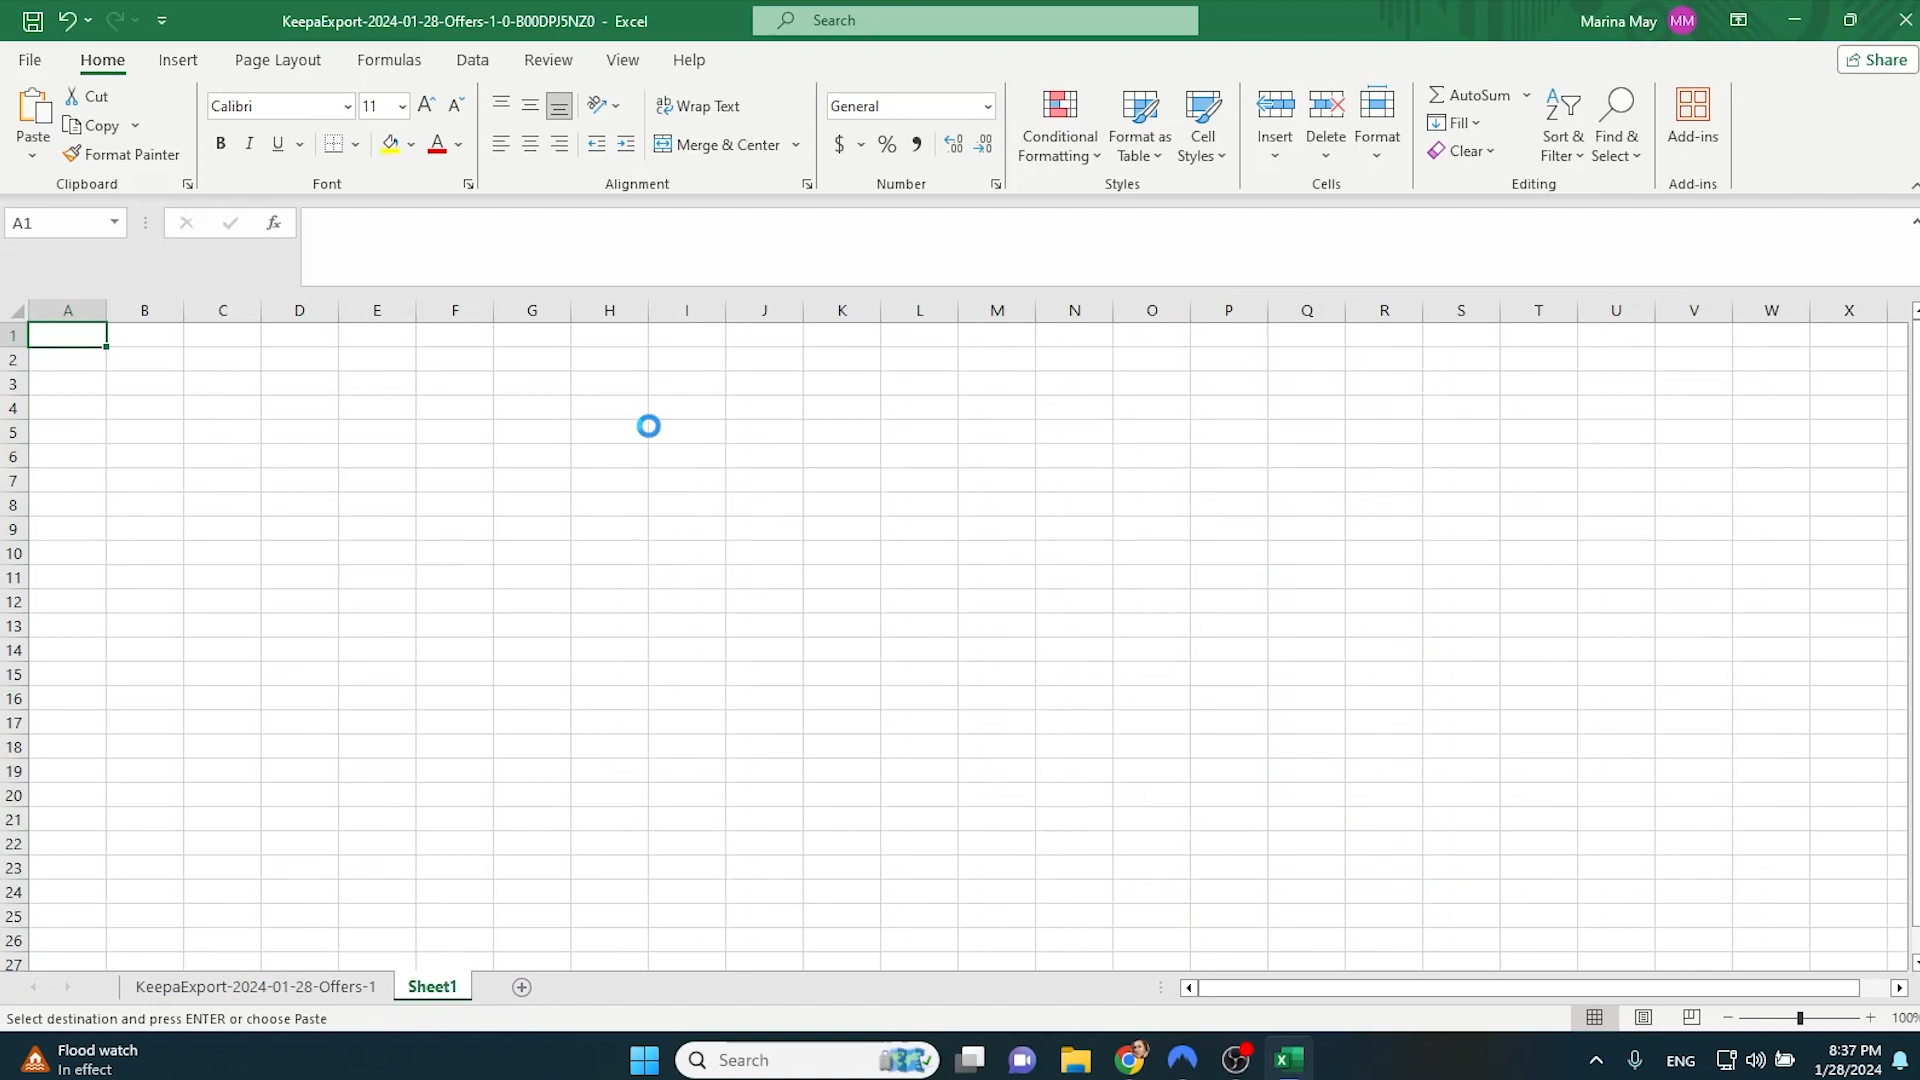 KeepaExport-2024-01-28-Offers-1-0-B00DPJ5NZ0 - Excel
Search
Marina May MM
File Home Insert Page Layout Formulas Data Review View Help
Share
Paste
Cut
Copy
Format Painter
Clipboard
Calibri 11
B I U
Font
Wrap Text
Merge & Center
Alignment
General
$ %
Number
Conditional Formatting
Format as Table
Cell Styles
Styles
Insert Delete Format
Cells
AutoSum
Fill
Clear
Sort & Filter
Find & Select
Editing
Add-ins
Add-ins
A1
fx
A B C D E F G H I J K L M N O P Q R S T U V W X
1
2
3
4
5
6
7
8
9
10
11
12
13
14
15
16
17
18
19
20
21
22
23
24
25
26
27
KeepaExport-2024-01-28-Offers-1 Sheet1
Select destination and press ENTER or choose Paste
100%
Flood watch
In effect
Search
ENG
8:37 PM
1/28/2024